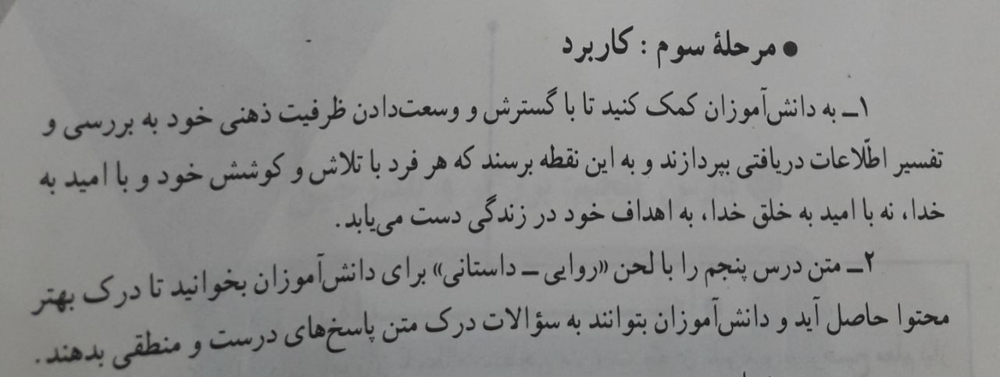 ● مرحلهٔ سوم : کاربرد
۱ــ به دانش‌آموزان کمک کنید تا با گسترش و وسعت‌دادن ظرفیت ذهنی خود به بررسی و
تفسیر اطّلاعات دریافتی بپردازند و به این نقطه برسند که هر فرد با تلاش و کوشش خود و با امید به
خدا، نه با امید به خلق خدا، به اهداف خود در زندگی دست می‌یابد.
۲ــ متن درس پنجم را با لحن «روایی ــ داستانی» برای دانش‌آموزان بخوانید تا درک بهتر
محتوا حاصل آید و دانش‌آموزان بتوانند به سؤالات درک متن پاسخ‌های درست و منطقی بدهند.